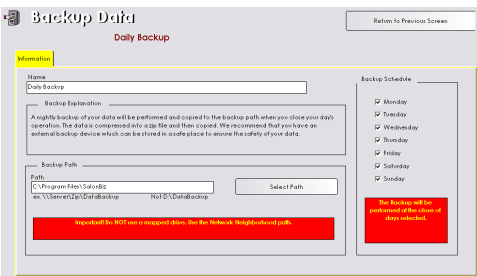 Backup Data
Return to Previous Screen
Daily Backup
Information
Name
Daily Backup
Backup Explanation
A nightly backup of your data will be performed and copied to the backup path when you close your day's
operation. The data is compressed into a zip file and then copied. We recommend that you have an
external backup device which can be stored in a safe place to ensure the safety of your data.
Backup Path
Path
C:\Program Files\SalonBiz
Select Path
ex. \\Server\Zip\DataBackup
Not D:\DataBackup
Important! Do NOT use a mapped drive. Use the Network Neighborhood path.
Backup Schedule
Monday
Tuesday
Wednesday
Thursday
Friday
Saturday
Sunday
The Backup will be
performed at the close of
days selected.